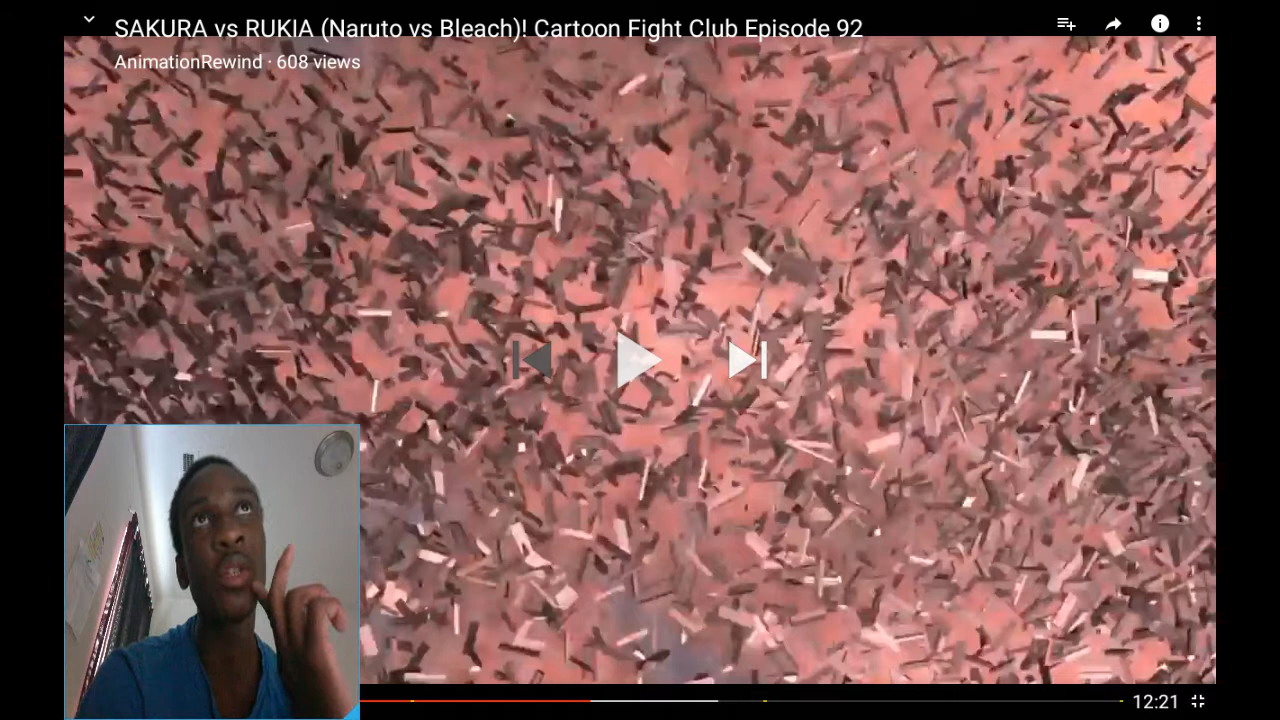 SAKURA vs RUKIA (Naruto vs Bleach)! Cartoon Fight Club Episode 92
AnimationRewind · 608 views
12:21